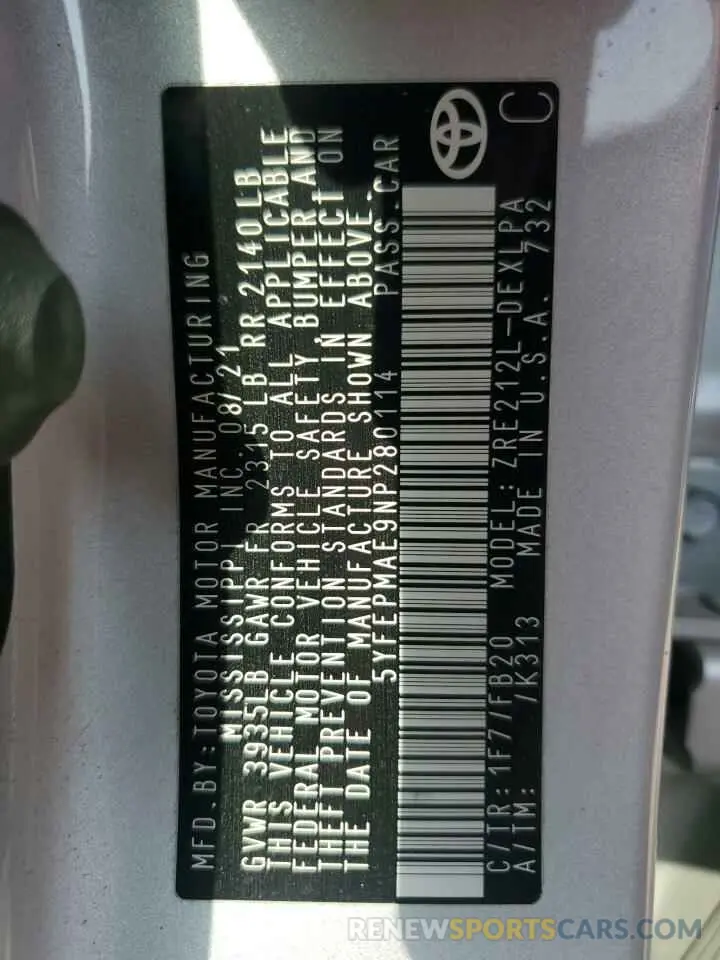 MFD.BY:TOYOTA MOTOR MANUFACTURING
MISSISSIPPI INC.08/21
GVWR 3935LB GAWR FR 2315 LB RR 2140LB
THIS VEHICLE CONFORMS TO ALL APPLICABLE
FEDERAL MOTOR VEHICLE SAFETY, BUMPER AND
THEFT PREVENTION STANDARDS IN EFFECT ON
THE DATE OF MANUFACTURE SHOWN ABOVE.
5YFEPMAE9NP280114 PASS.CAR
C/TR:1F7/FB20 MODEL:ZRE212L-DEXLPA
A/TM: /K313 MADE IN U.S.A. 732
C
RENEWSPORTSCARS.COM